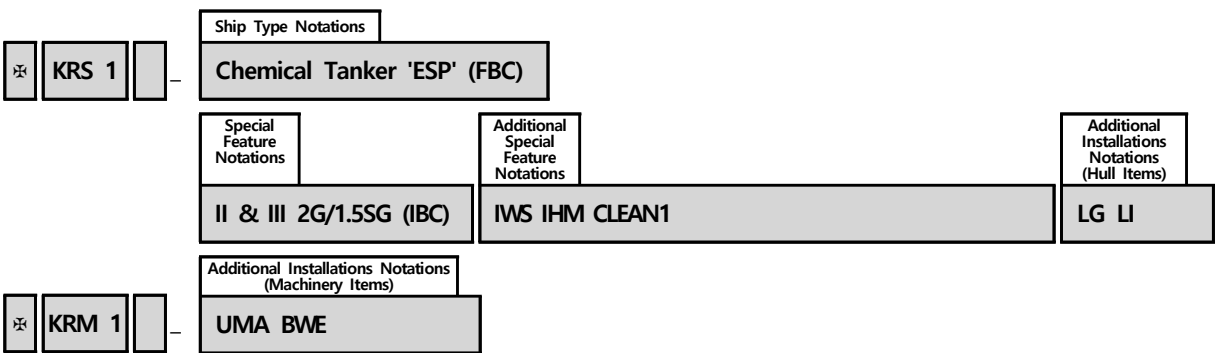 Ship Type Notations
✠ KRS 1 _ Chemical Tanker 'ESP' (FBC)
Special
Feature
Notations
Additional
Special
Feature
Notations
Additional
Installations
Notations
(Hull Items)
II & III 2G/1.5SG (IBC) IWS IHM CLEAN1 LG LI
Additional Installations Notations
(Machinery Items)
✠ KRM 1 _ UMA BWE